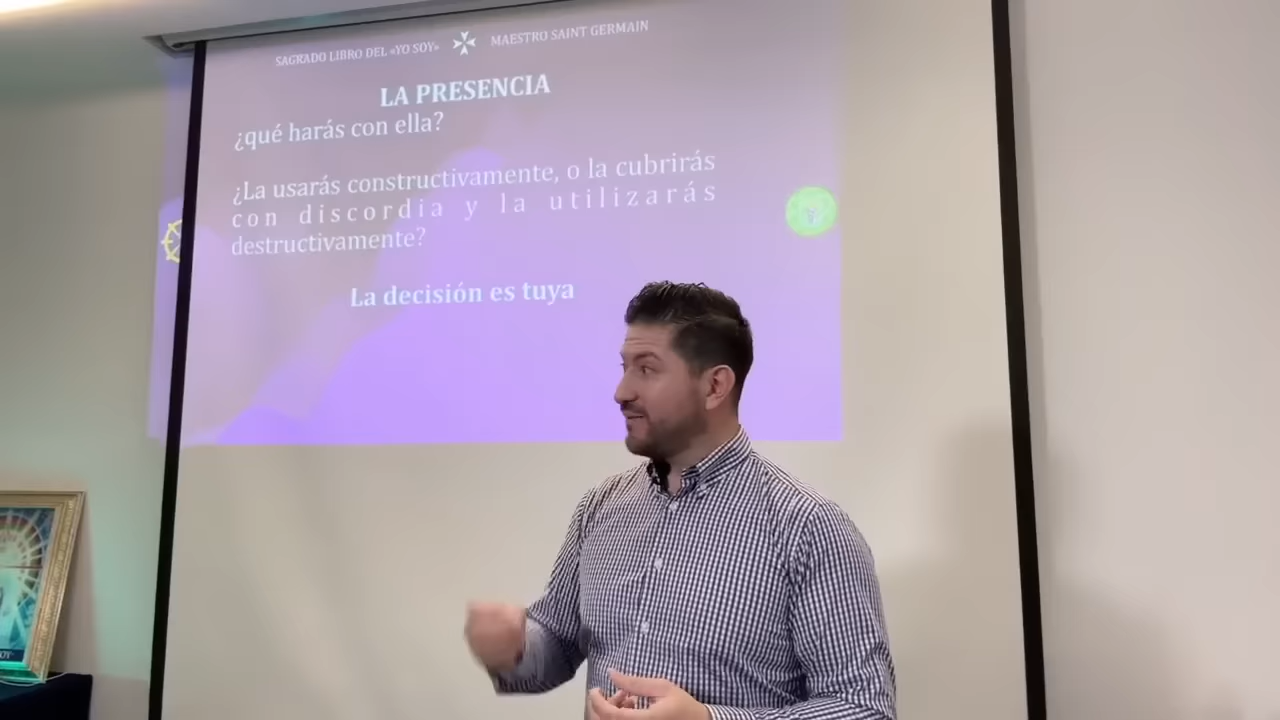 SAGRADO LIBRO DEL «YO SOY» MAESTRO SAINT GERMAIN
LA PRESENCIA
¿qué harás con ella?
¿La usarás constructivamente, o la cubrirás
con discordia y la utilizarás
destructivamente?
La decisión es tuya